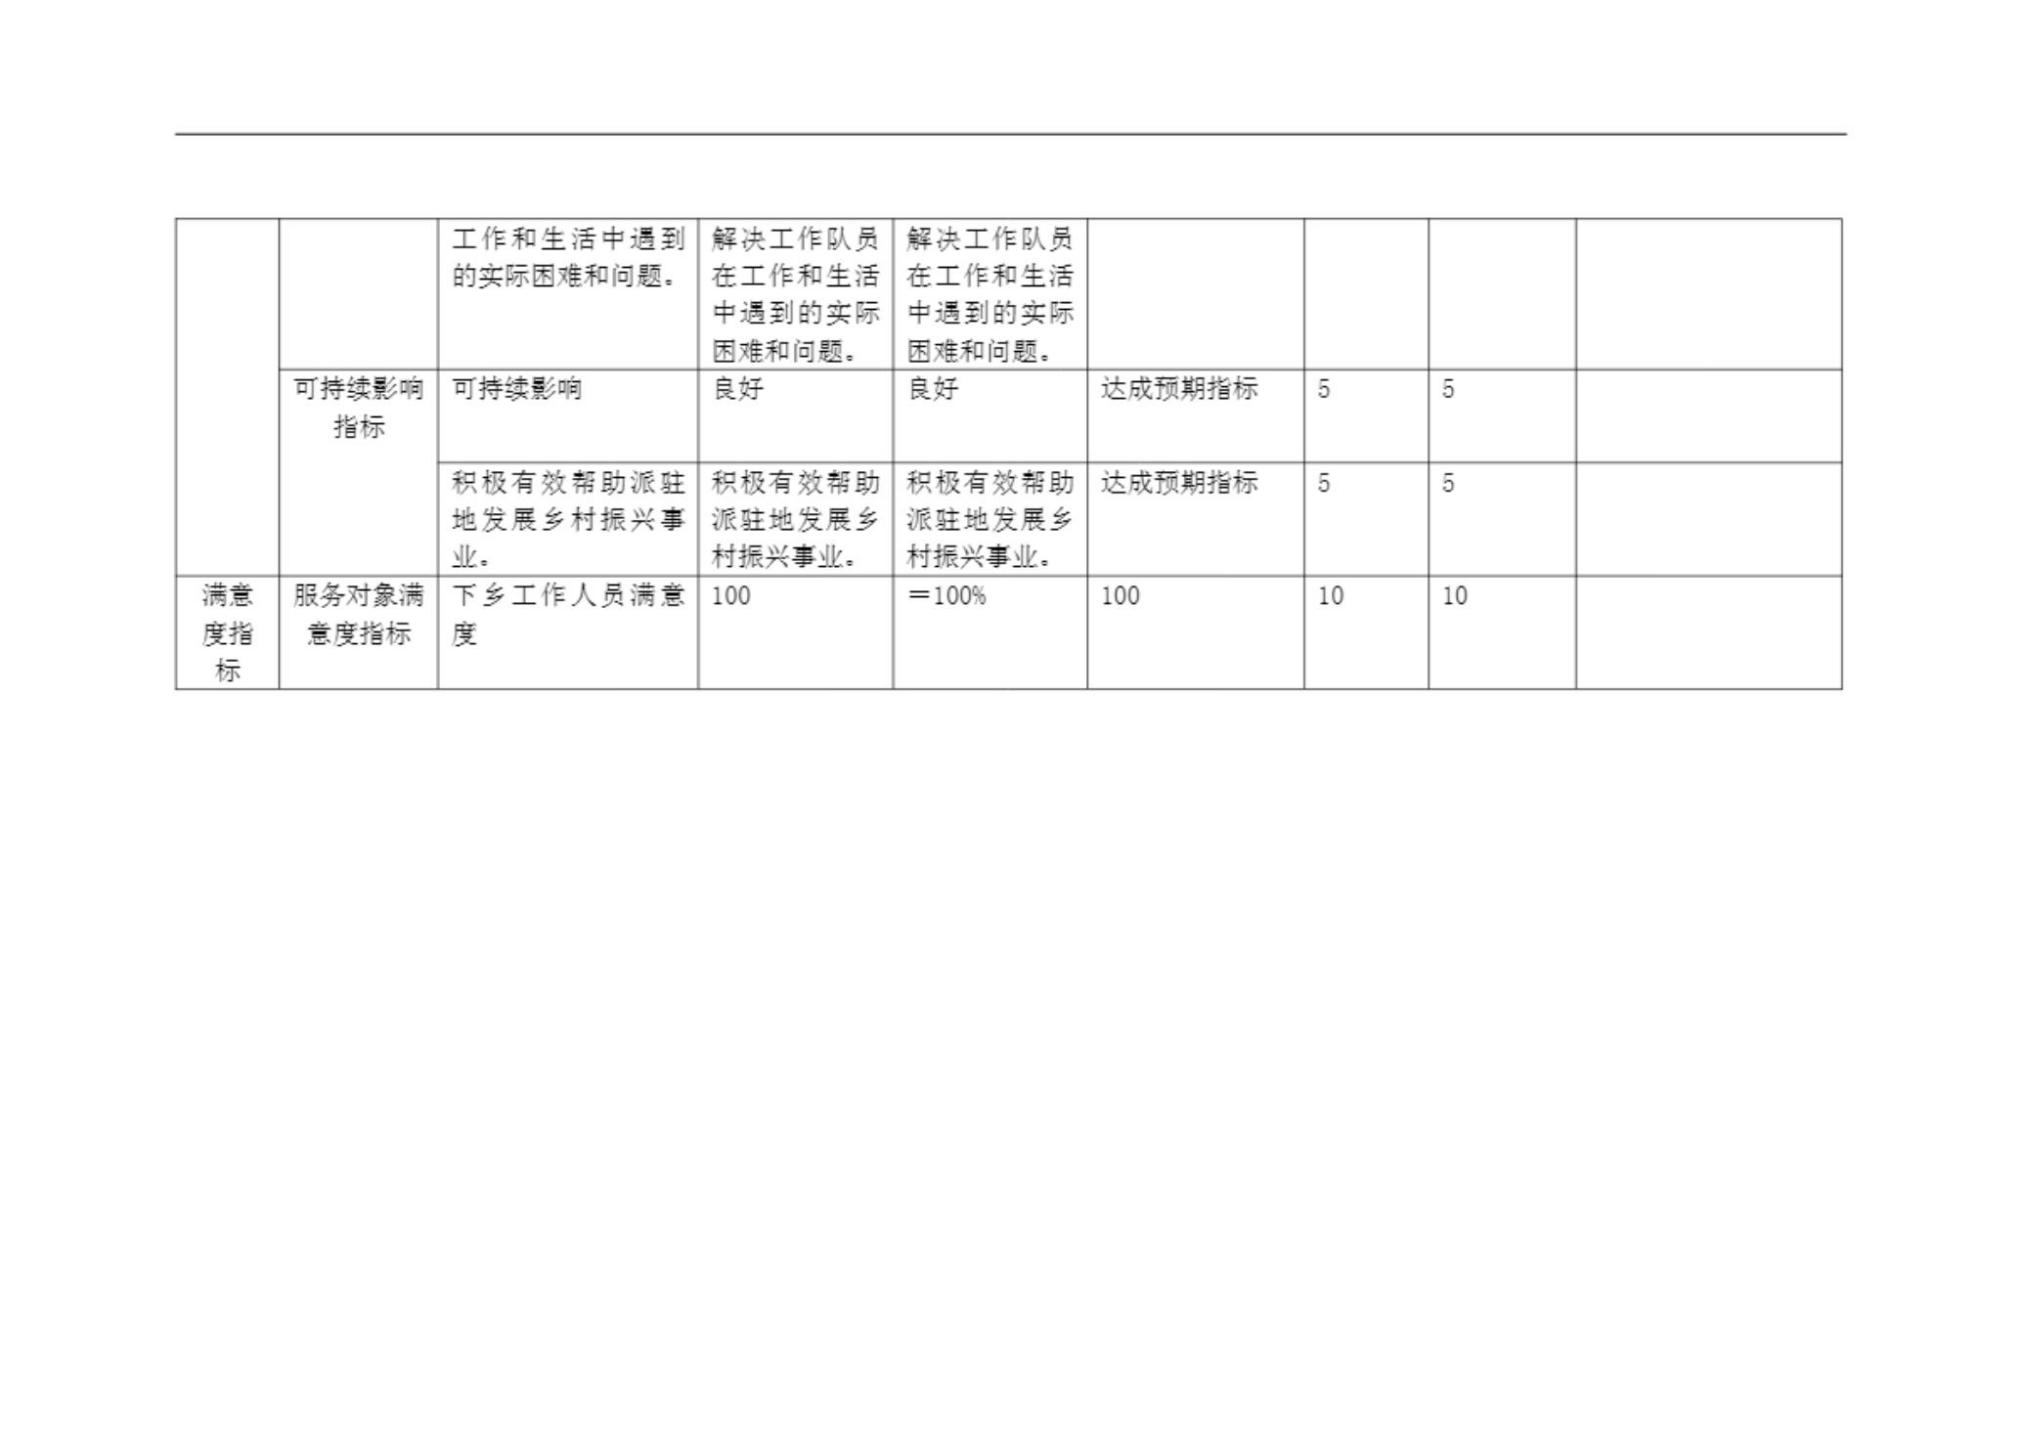 工作和生活中遇到
的实际困难和问题。
解决工作队员
在工作和生活
中遇到的实际
困难和问题。
解决工作队员
在工作和生活
中遇到的实际
困难和问题。
可持续影响
指标
可持续影响
良好
良好
达成预期指标
5
5
积极有效帮助派驻
地发展乡村振兴事
业。
积极有效帮助
派驻地发展乡
村振兴事业。
积极有效帮助
派驻地发展乡
村振兴事业。
达成预期指标
5
5
满意
度指
标
服务对象满
意度指标
下乡工作人员满意
度
100
＝100%
100
10
10